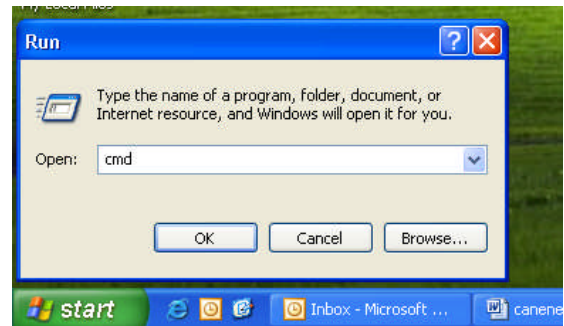 Run
Type the name of a program, folder, document, or
Internet resource, and Windows will open it for you.
Open: cmd
OK Cancel Browse...
start Inbox - Microsoft ... canene